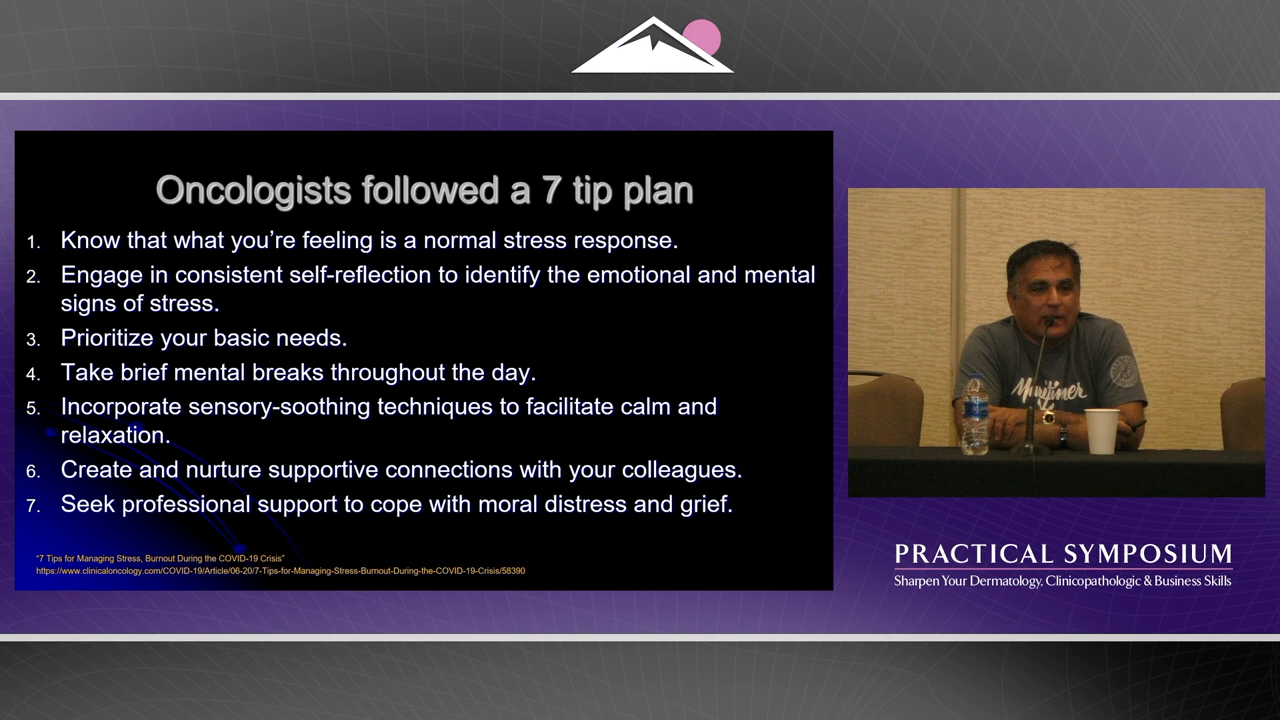 Oncologists followed a 7 tip plan
1. Know that what you're feeling is a normal stress response.
2. Engage in consistent self-reflection to identify the emotional and mental
signs of stress.
3. Prioritize your basic needs.
4. Take brief mental breaks throughout the day.
5. Incorporate sensory-soothing techniques to facilitate calm and
relaxation.
6. Create and nurture supportive connections with your colleagues.
7. Seek professional support to cope with moral distress and grief.
"7 Tips for Managing Stress, Burnout During the COVID-19 Crisis"
https://www.clinicaloncology.com/COVID-19/Article/06-20/7-Tips-for-Managing-Stress-Burnout-During-the-COVID-19-Crisis/58390
PRACTICAL SYMPOSIUM
Sharpen Your Dermatology, Clinicopathologic & Business Skills